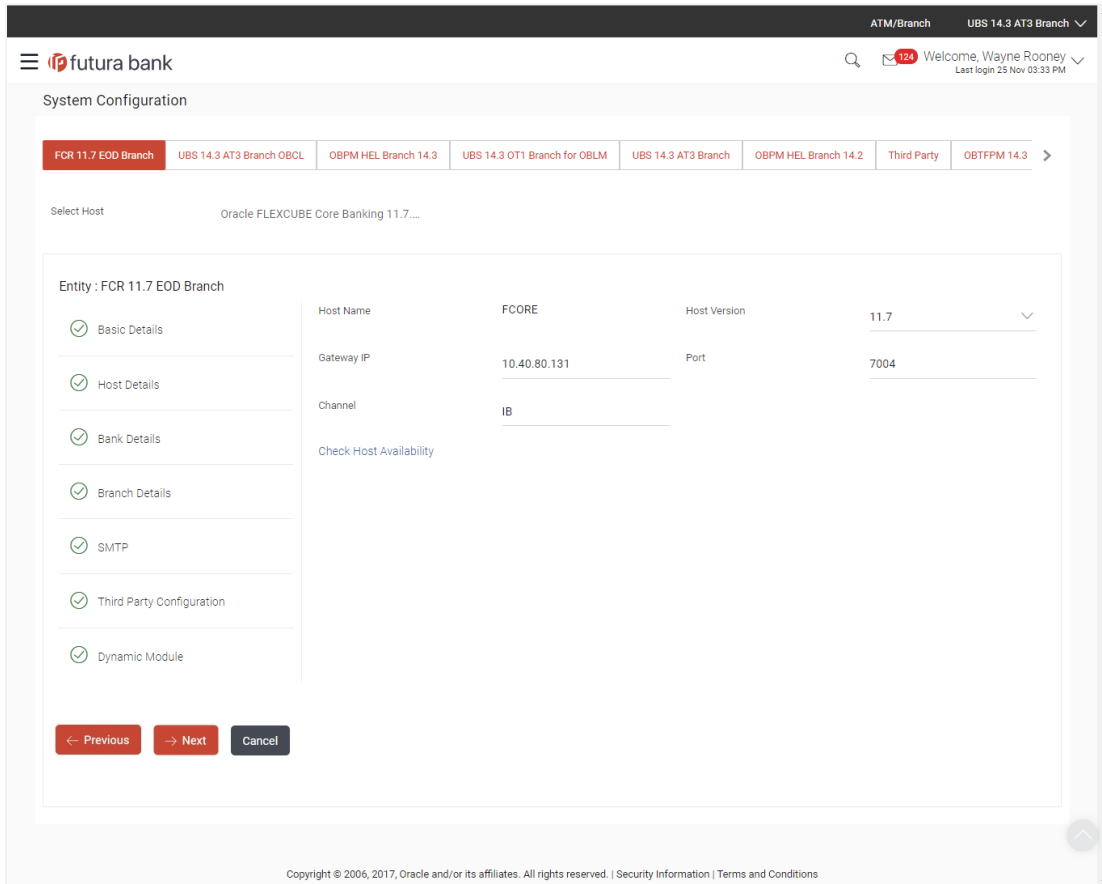 ATM/Branch UBS 14.3 AT3 Branch
futura bank
124 Welcome, Wayne Rooney
Last login 25 Nov 03:33 PM
System Configuration
FCR 11.7 EOD Branch UBS 14.3 AT3 Branch OBCL OBPM HEL Branch 14.3 UBS 14.3 OT1 Branch for OBLM UBS 14.3 AT3 Branch OBPM HEL Branch 14.2 Third Party OBTFPM 14.3
Select Host Oracle FLEXCUBE Core Banking 11.7....
Entity : FCR 11.7 EOD Branch
Basic Details
Host Details
Bank Details
Branch Details
SMTP
Third Party Configuration
Dynamic Module
Host Name FCORE Host Version 11.7
Gateway IP 10.40.80.131 Port 7004
Channel IB
Check Host Availability
Previous Next Cancel
Copyright © 2006, 2017, Oracle and/or its affiliates. All rights reserved. | Security Information | Terms and Conditions